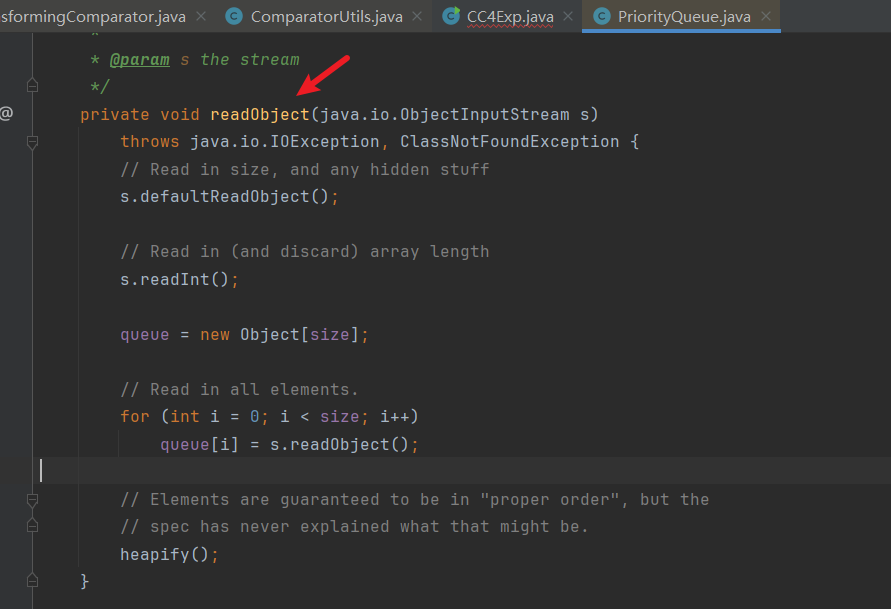 sformingComparator.java ComparatorUtils.java CC4Exp.java PriorityQueue.java
*
* @param s the stream
*/
@ private void readObject(java.io.ObjectInputStream s)
throws java.io.IOException, ClassNotFoundException {
// Read in size, and any hidden stuff
s.defaultReadObject();
// Read in (and discard) array length
s.readInt();
queue = new Object[size];
// Read in all elements.
for (int i = 0; i < size; i++)
queue[i] = s.readObject();
// Elements are guaranteed to be in "proper order", but the
// spec has never explained what that might be.
heapify();
}